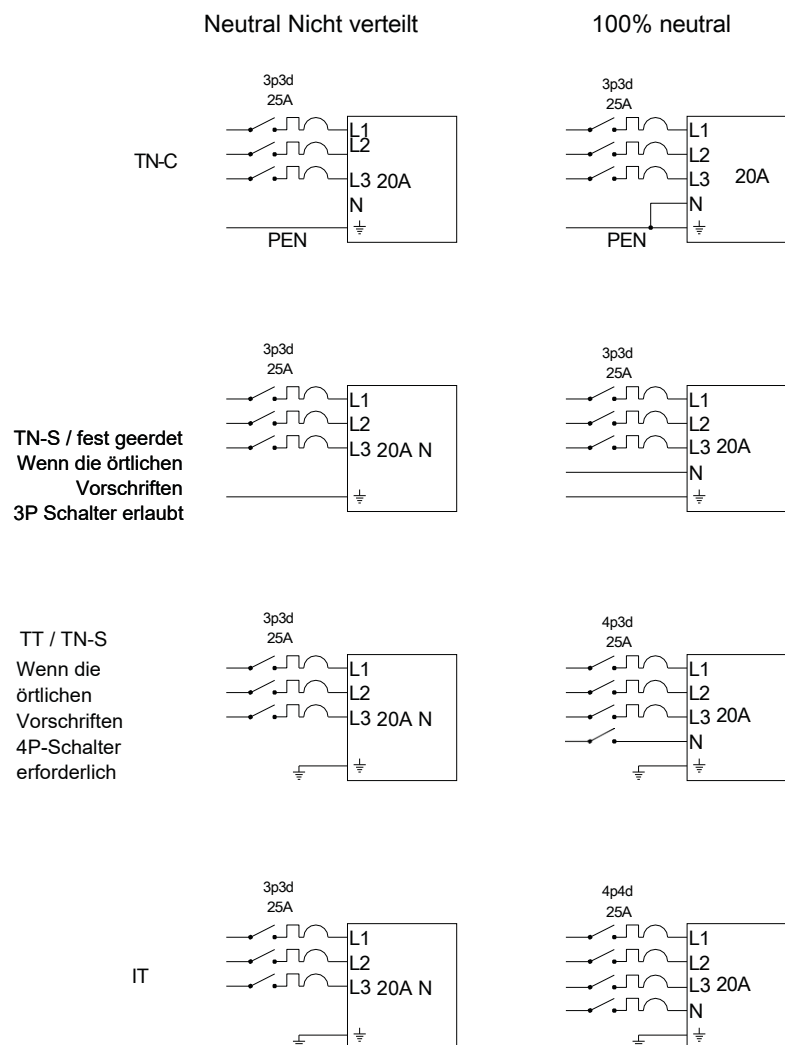 Neutral Nicht verteilt
100% neutral
TN-C
3p3d
25A
L1
L2
L3 20A
N
PEN
3p3d
25A
L1
L2
L3
20A
N
PEN
TN-S / fest geerdet
Wenn die örtlichen
Vorschriften
3P Schalter erlaubt
3p3d
25A
L1
L2
L3 20A N
3p3d
25A
L1
L2
L3 20A
N
TT / TN-S
Wenn die
örtlichen
Vorschriften
4P-Schalter
erforderlich
3p3d
25A
L1
L2
L3 20A N
4p3d
25A
L1
L2
L3 20A
N
IT
3p3d
25A
L1
L2
L3 20A N
4p4d
25A
L1
L2
L3 20A
N